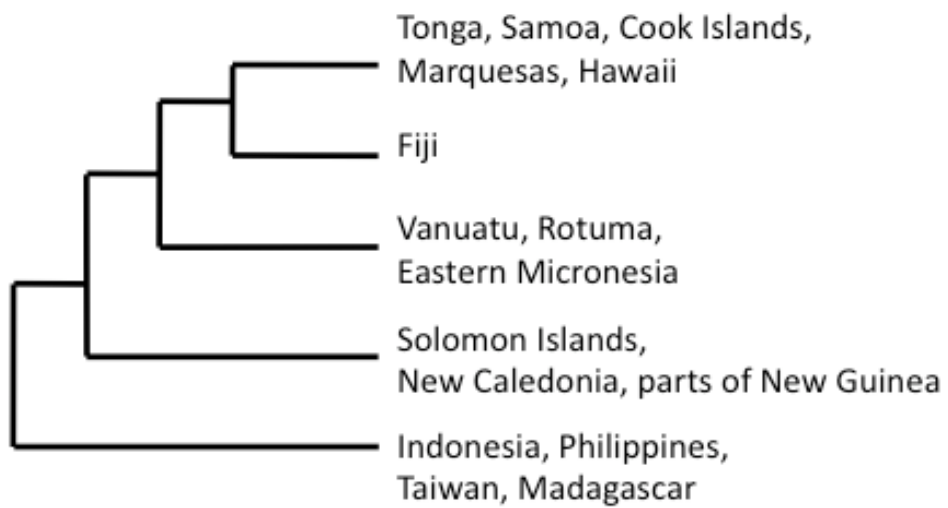 Tonga, Samoa, Cook Islands,
Marquesas, Hawaii
Fiji
Vanuatu, Rotuma,
Eastern Micronesia
Solomon Islands,
New Caledonia, parts of New Guinea
Indonesia, Philippines,
Taiwan, Madagascar